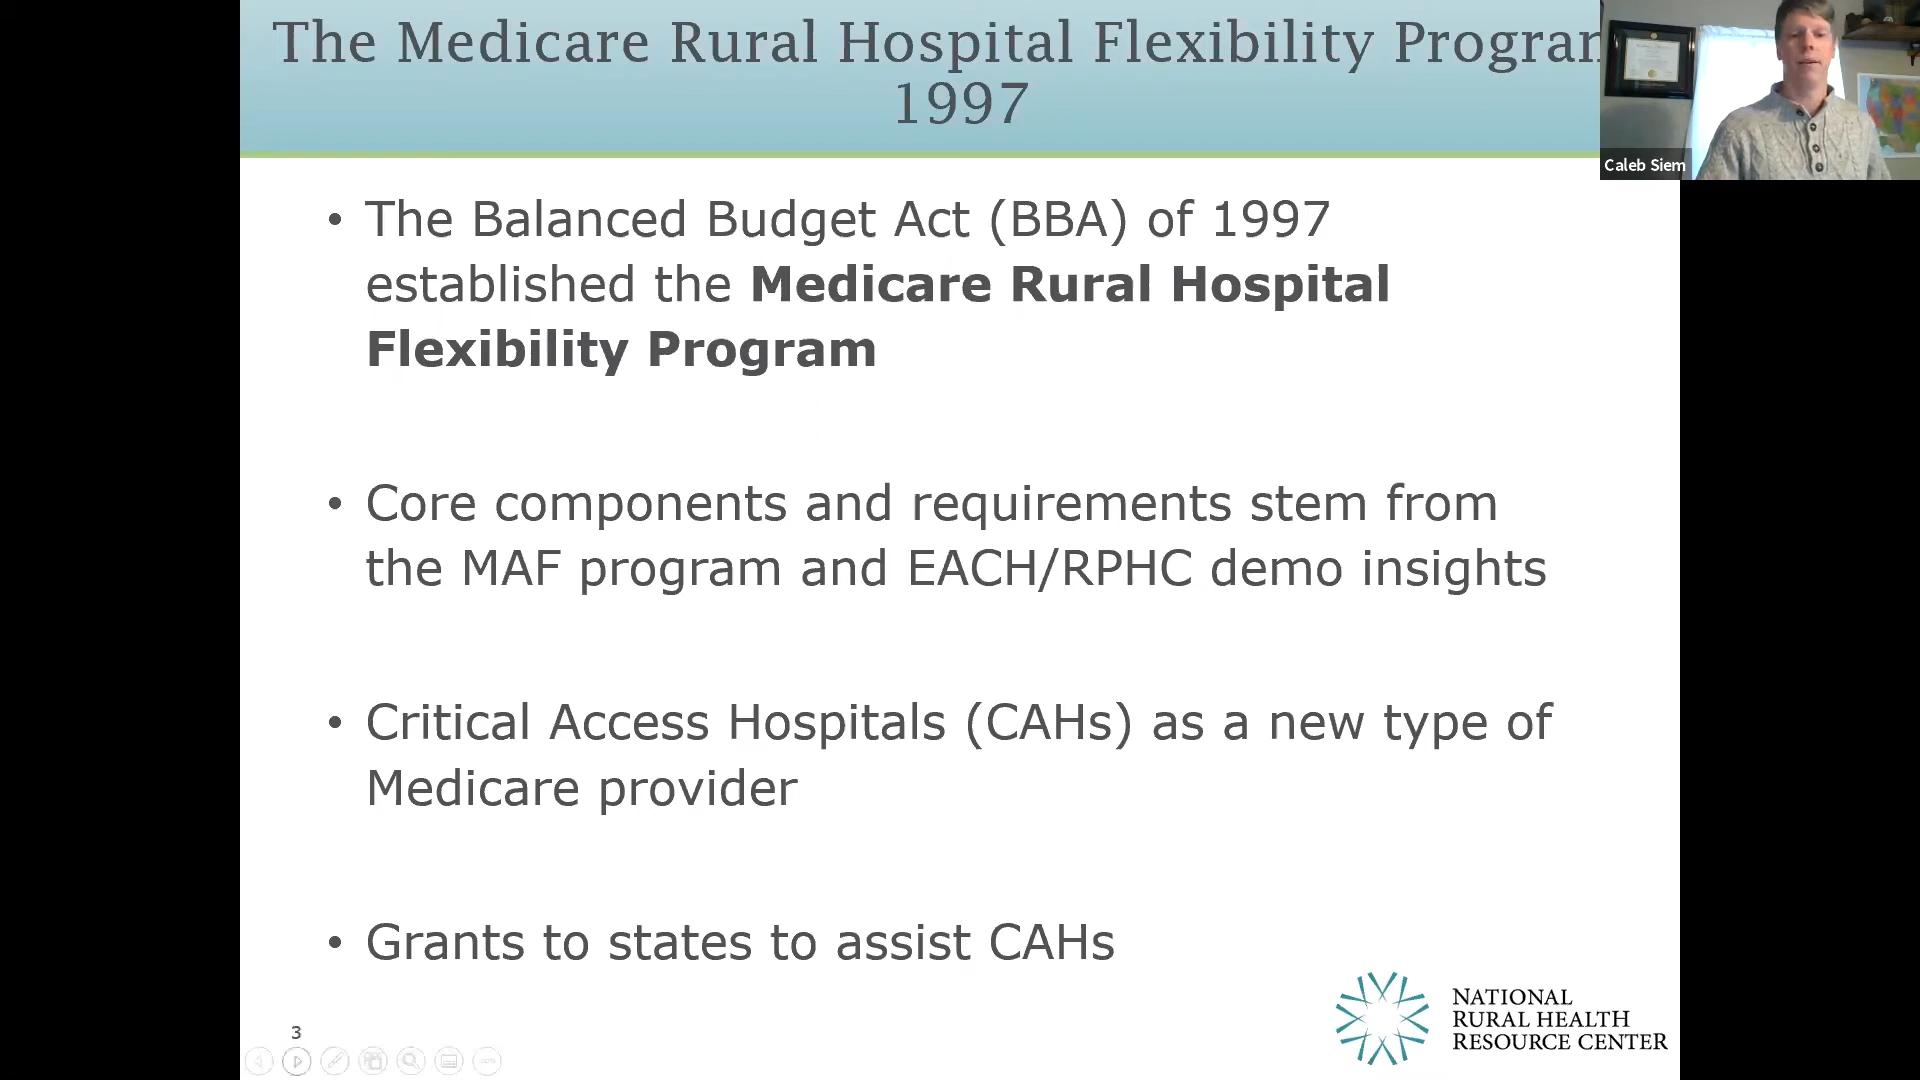 The Medicare Rural Hospital Flexibility Program
1997
Caleb Siem
• The Balanced Budget Act (BBA) of 1997
established the Medicare Rural Hospital
Flexibility Program
• Core components and requirements stem from
the MAF program and EACH/RPHC demo insights
• Critical Access Hospitals (CAHs) as a new type of
Medicare provider
• Grants to states to assist CAHs
NATIONAL
RURAL HEALTH
RESOURCE CENTER
3